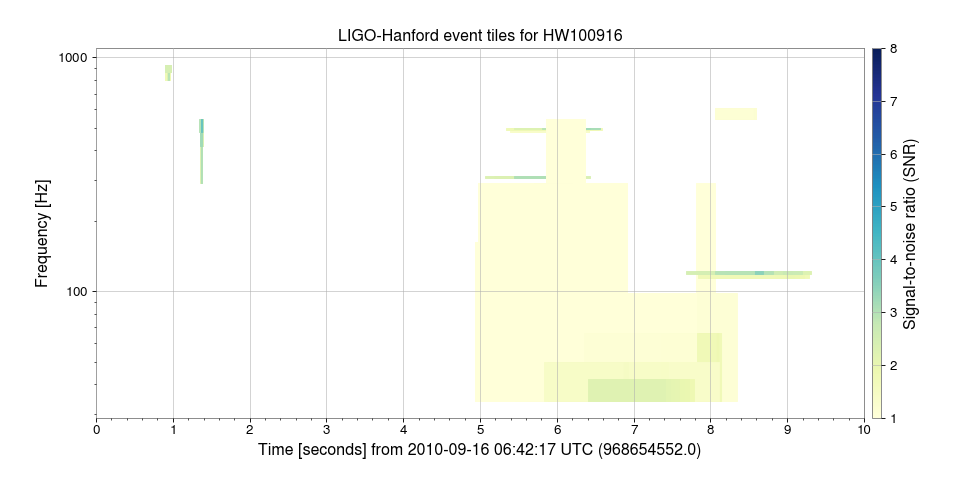 LIGO-Hanford event tiles for HW100916
1000
100
Frequency [Hz]
0 1 2 3 4 5 6 7 8 9 10
Time [seconds] from 2010-09-16 06:42:17 UTC (968654552.0)
8
7
6
5
4
3
2
1
Signal-to-noise ratio (SNR)